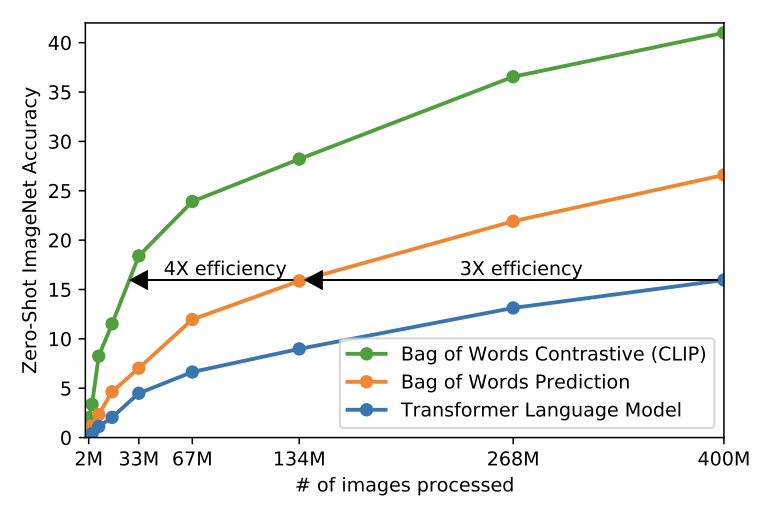 Zero-Shot ImageNet Accuracy
40
35
30
25
20
15
10
5
0
4X efficiency
3X efficiency
Bag of Words Contrastive (CLIP)
Bag of Words Prediction
Transformer Language Model
2M 33M 67M 134M 268M 400M
# of images processed